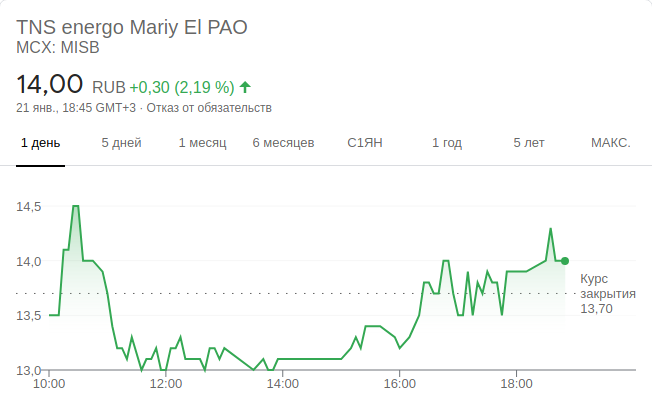 TNS energo Mariy El PAO
MCX: MISB
14,00 RUB +0,30 (2,19 %)
21 янв., 18:45 GMT+3 · Отказ от обязательств
1 день 5 дней 1 месяц 6 месяцев С1ЯН 1 год 5 лет МАКС.
14,5
14,0
Курс
закрытия
13,70
13,5
13,0
10:00 12:00 14:00 16:00 18:00